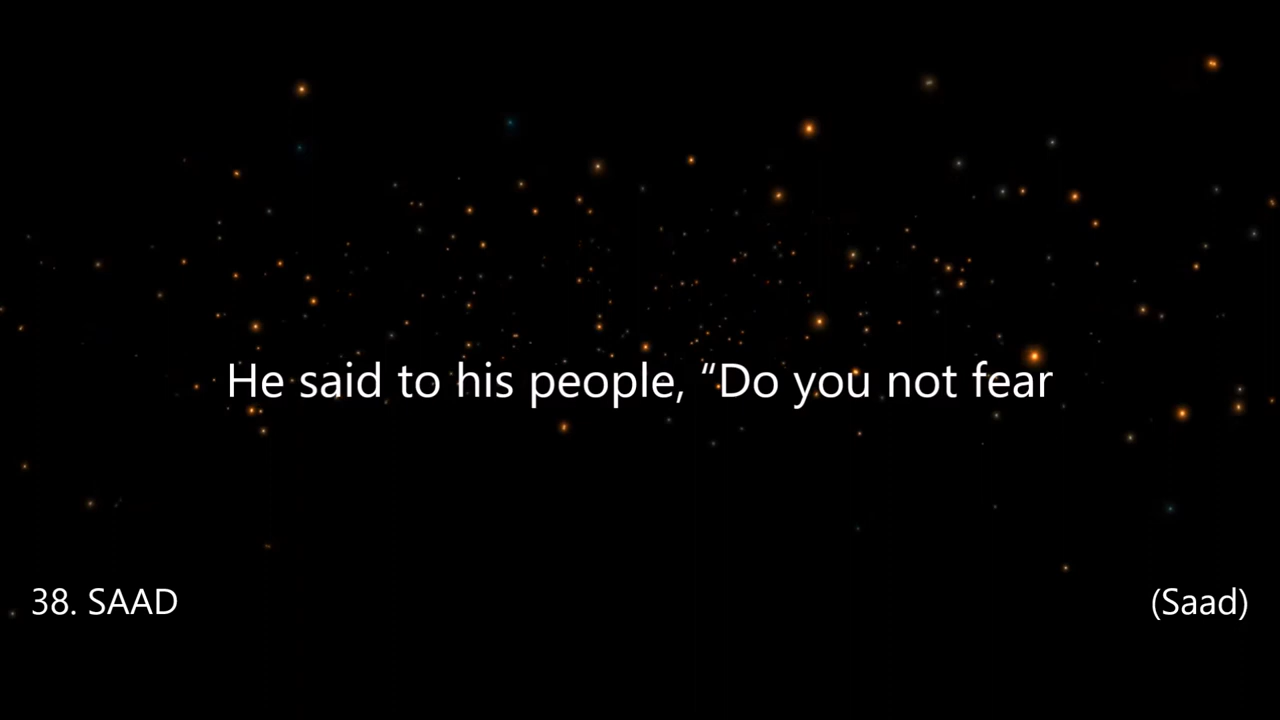 He said to his people, “Do you not fear
38. SAAD
(Saad)